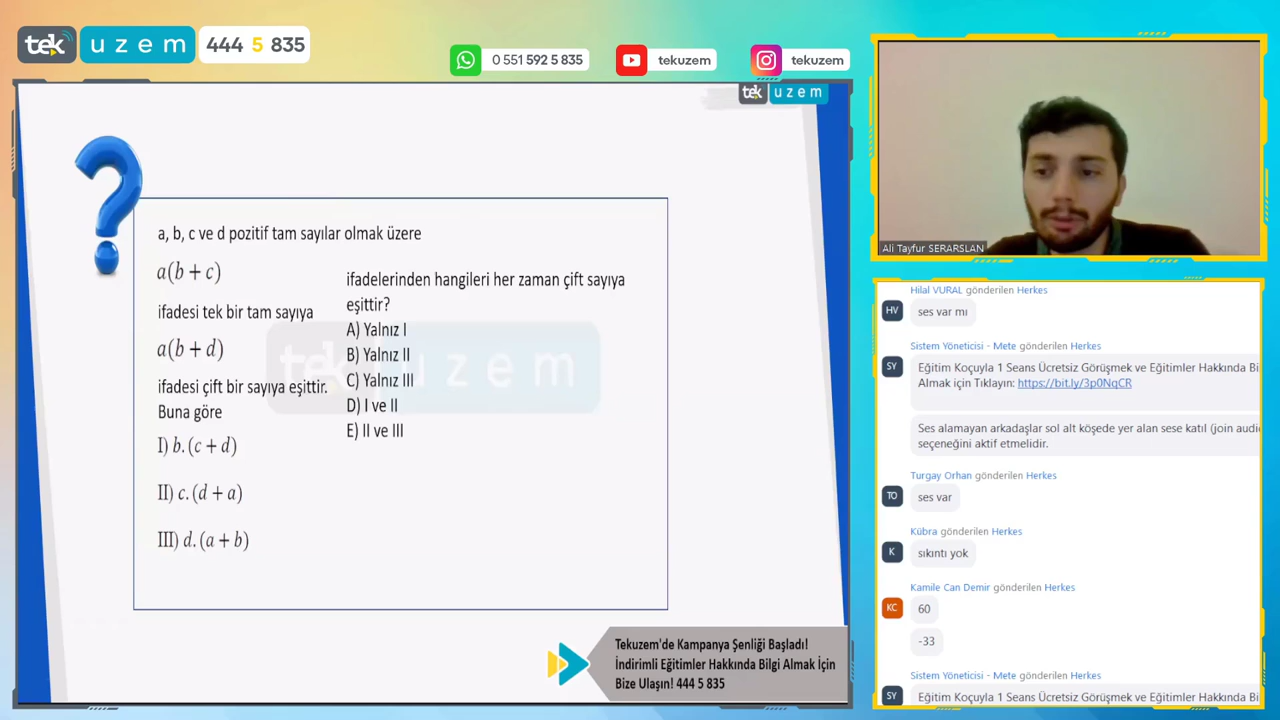 tek uzem 444 5 835
0 551 592 5 835
tekuzem
tekuzem
tek uzem
a, b, c ve d pozitif tam sayılar olmak üzere
a(b + c)
ifadesi tek bir tam sayıya
a(b + d)
ifadesi çift bir sayıya eşittir.
Buna göre
I) b.(c + d)
II) c.(d + a)
III) d.(a + b)
ifadelerinden hangileri her zaman çift sayıya
eşittir?
A) Yalnız I
B) Yalnız II
C) Yalnız III
D) I ve II
E) II ve III
tek uzem
Tekuzem'de Kampanya Şenliği Başladı!
İndirimli Eğitimler Hakkında Bilgi Almak İçin
Bize Ulaşın! 444 5 835
Ali Tayfur SERARSLAN
Hilal VURAL gönderilen Herkes
HV
ses var mı
Sistem Yöneticisi - Mete gönderilen Herkes
SY
Eğitim Koçuyla 1 Seans Ücretsiz Görüşmek ve Eğitimler Hakkında Bi
Almak için Tıklayın: https://bit.ly/3p0NqCR
Ses alamayan arkadaşlar sol alt köşede yer alan sese katıl (join audi
seçeneğini aktif etmelidir.
Turgay Orhan gönderilen Herkes
TO
ses var
Kübra gönderilen Herkes
K
sıkıntı yok
Kamile Can Demir gönderilen Herkes
KC
60
-33
Sistem Yöneticisi - Mete gönderilen Herkes
SY
Eğitim Koçuyla 1 Seans Ücretsiz Görüşmek ve Eğitimler Hakkında Bi